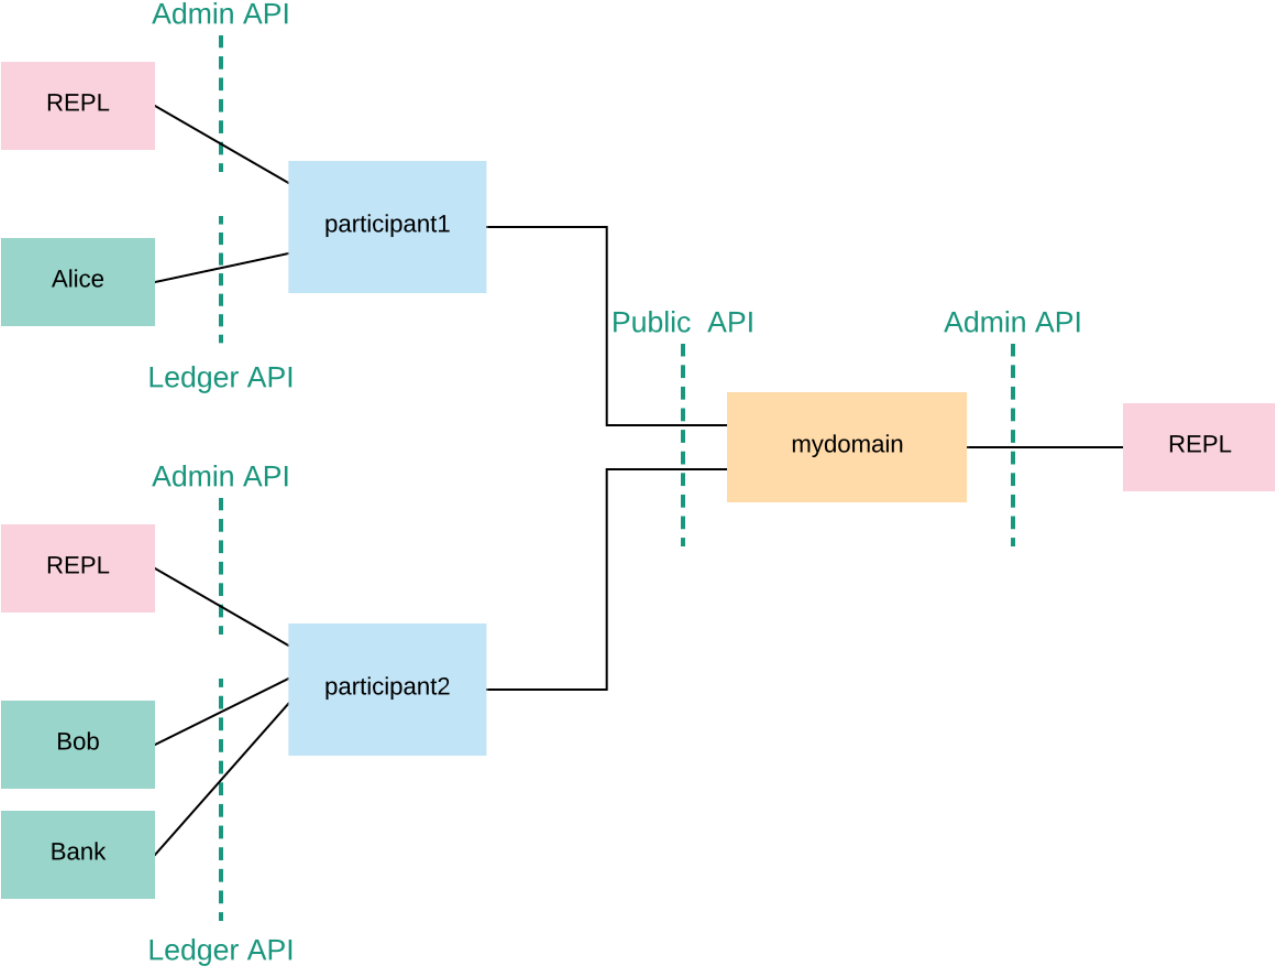 Admin API
REPL
participant1
Alice
Ledger API
Public  API
Admin API
mydomain
REPL
Admin API
REPL
participant2
Bob
Bank
Ledger API